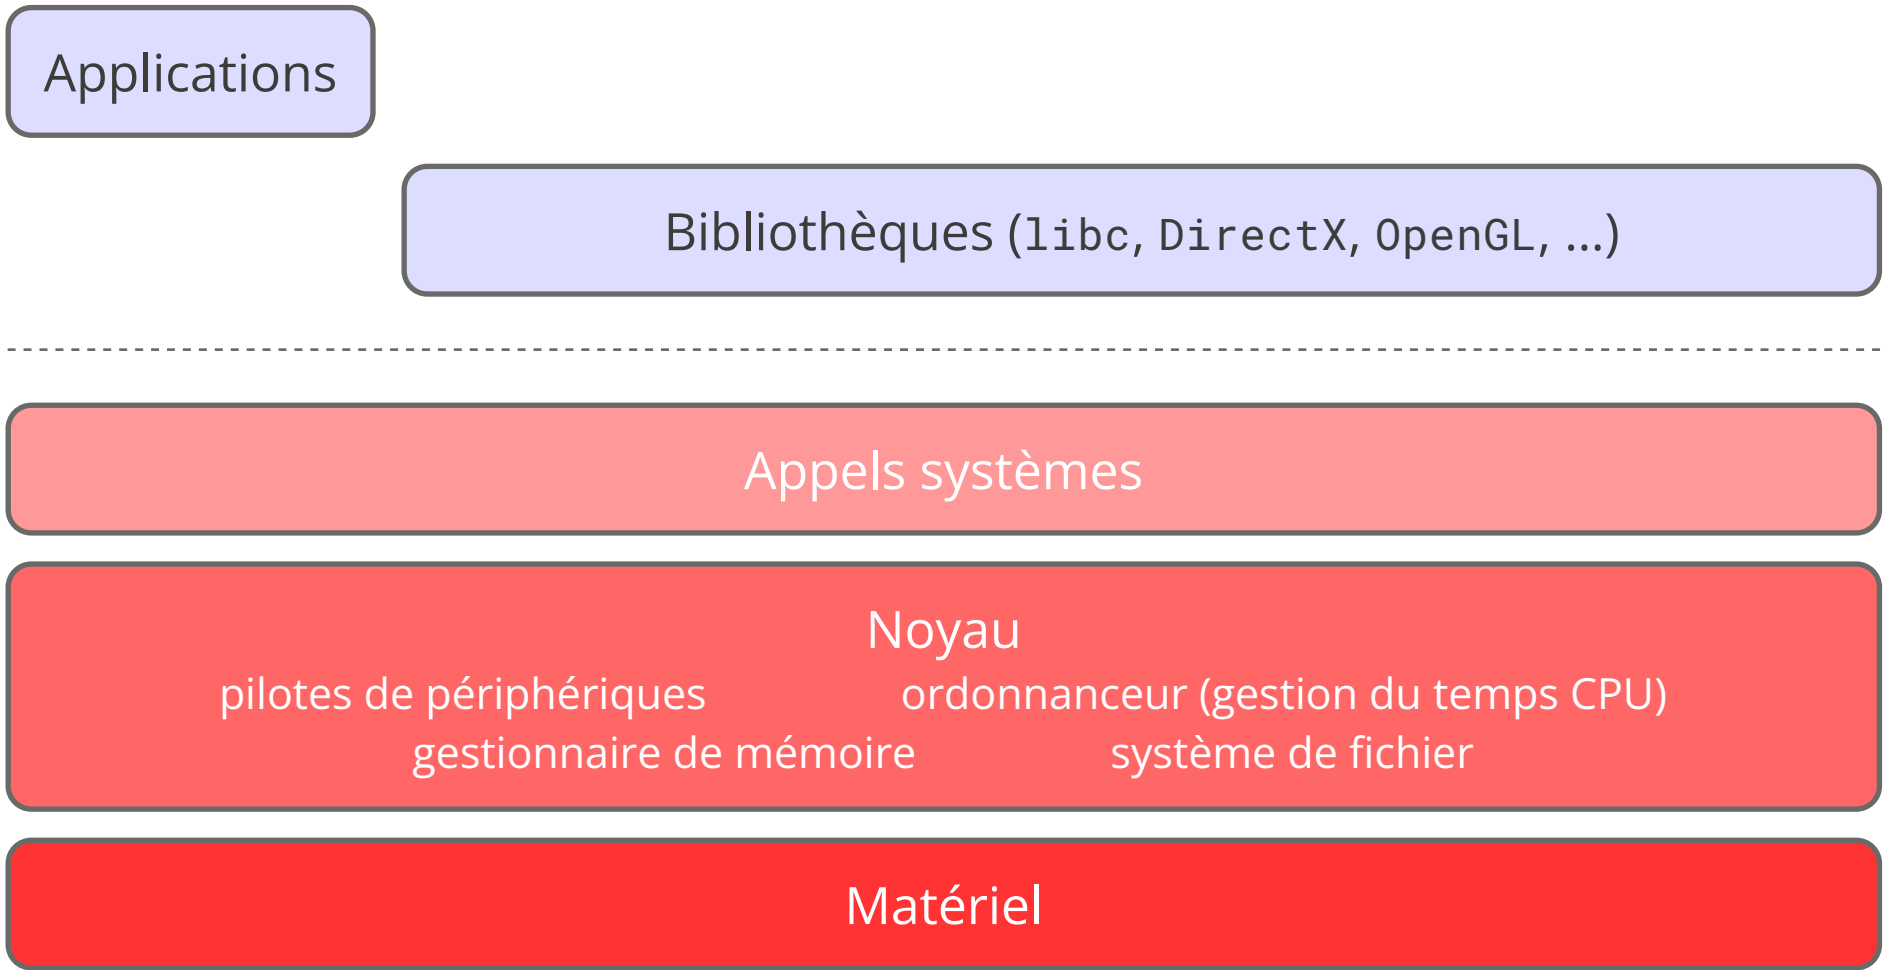 Applications
Bibliothèques (libc, DirectX, OpenGL, ...)
Appels systèmes
Noyau
pilotes de périphériques ordonnanceur (gestion du temps CPU)
gestionnaire de mémoire système de fichier
Matériel